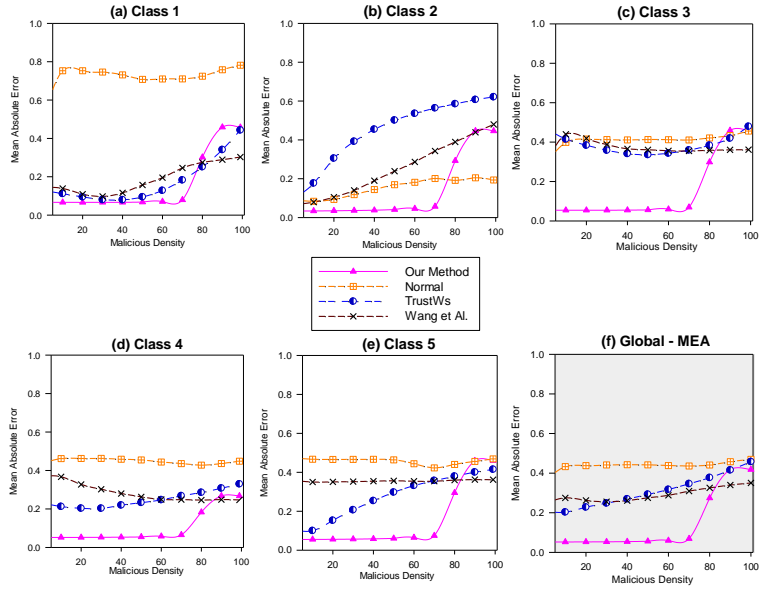 (a) Class 1
(b) Class 2
(c) Class 3
1.0
0.8
0.6
0.4
0.2
0.0
Mean Absolute Error
20 40 60 80 100
Malicious Density
1.0
0.8
0.6
0.4
0.2
0.0
Mean Absolute Error
20 40 60 80 100
Malicious Density
1.0
0.8
0.6
0.4
0.2
0.0
Mean Absolute Error
20 40 60 80 100
Malicious Density
Our Method
Normal
TrustWs
Wang et Al.
(d) Class 4
(e) Class 5
(f) Global - MEA
1.0
0.8
0.6
0.4
0.2
0.0
Mean Absolute Error
20 40 60 80 100
Malicious Density
1.0
0.8
0.6
0.4
0.2
0.0
Mean Absolute Error
20 40 60 80 100
Malicious Density
1.0
0.8
0.6
0.4
0.2
0.0
Mean Absolute Error
20 40 60 80 100
Malicious Density